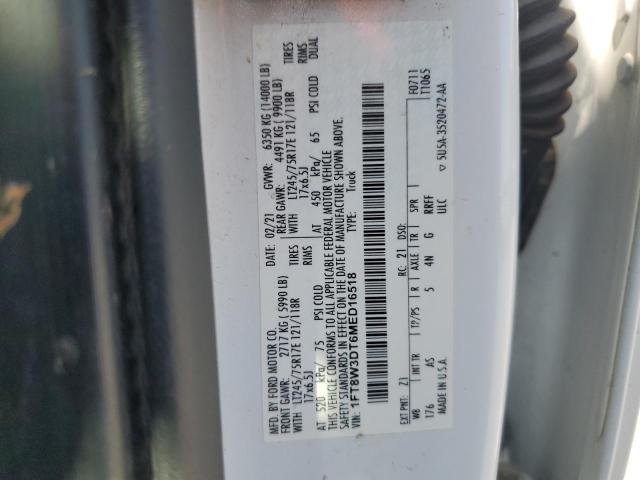 MFD. BY FORD MOTOR CO.
DATE: 02/21 GVWR: 6350 KG (14000 LB)
FRONT GAWR: 2717 KG ( 5990 LB) REAR GAWR: 4491 KG ( 9900 LB)
WITH LT245/75R17E 121/118R TIRES WITH LT245/75R17E 121/118R TIRES
17x6.5J RIMS 17x6.5J RIMS
AT 520 kPa/ 75 PSI COLD AT 450 kPa/ 65 PSI COLD DUAL
THIS VEHICLE CONFORMS TO ALL APPLICABLE FEDERAL MOTOR VEHICLE
SAFETY STANDARDS IN EFFECT ON THE DATE OF MANUFACTURE SHOWN ABOVE.
VIN: 1FT8W3DT6MED16518 TYPE: Truck
F0711
T1065
EXT PNT: Z1 RC: 21 DSO:
WB INT TR TP/PS R AXLE TR SPR
176 AS 5 4N G RREF
MADE IN U.S.A. ULC
▽ 5U5A-3520472-AA